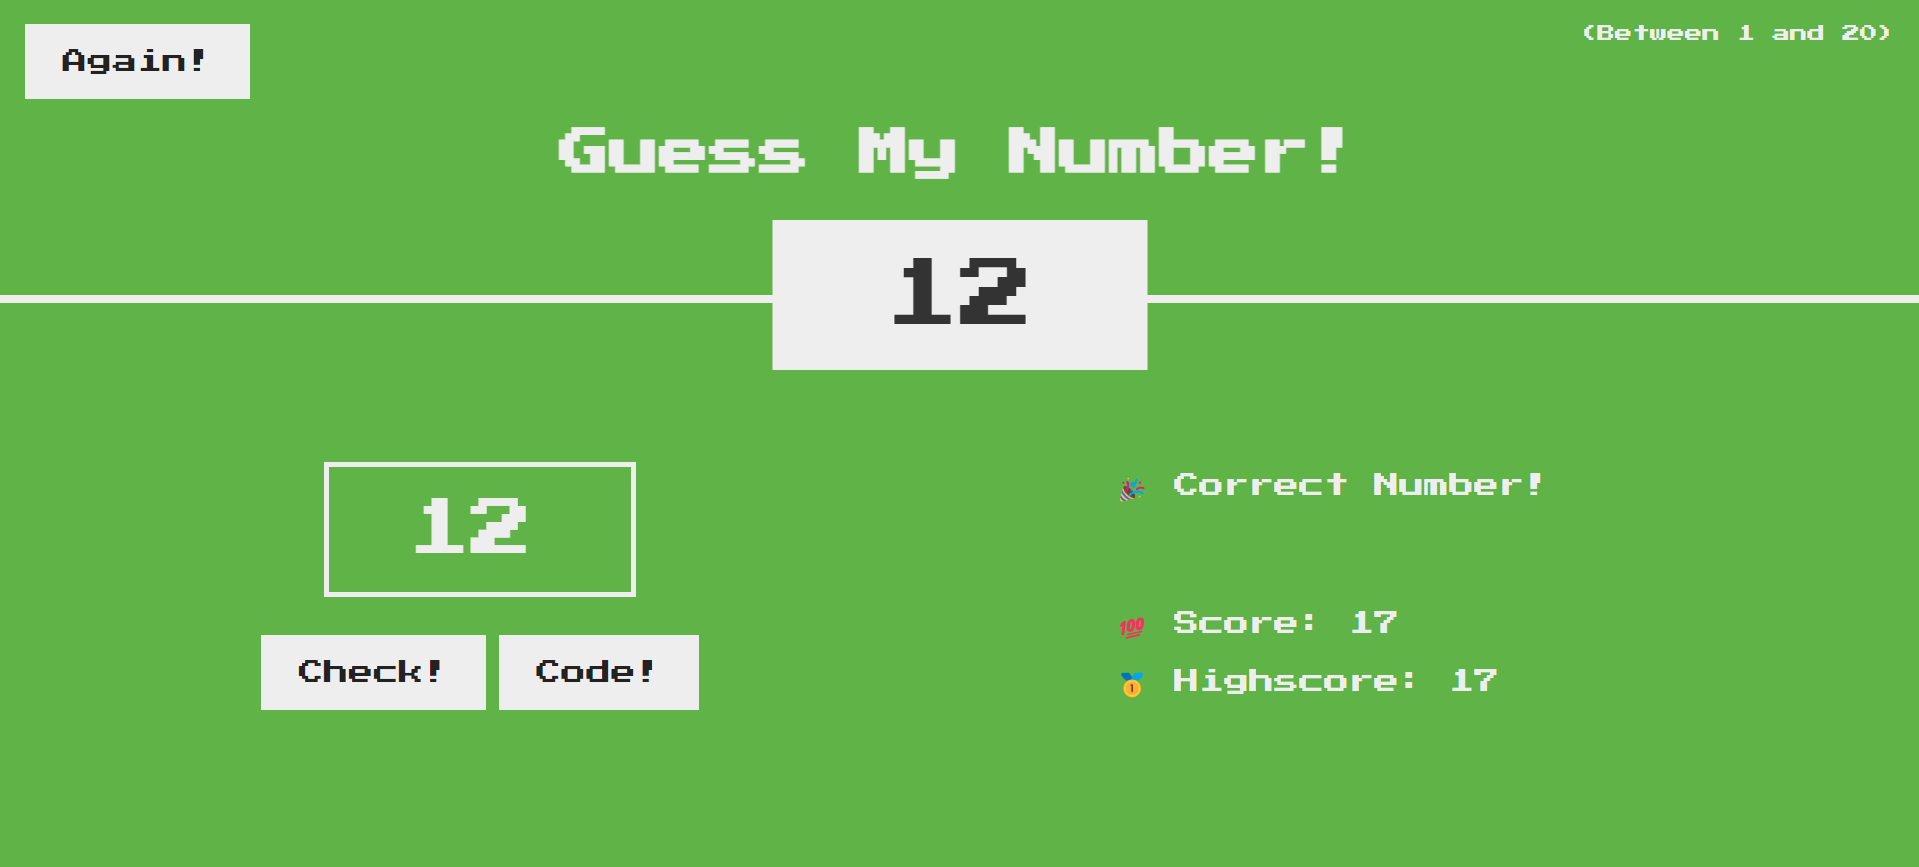 Again!
(Between 1 and 20)
Guess My Number!
12
12
Check!
Code!
🎉 Correct Number!
💯 Score: 17
🥇 Highscore: 17